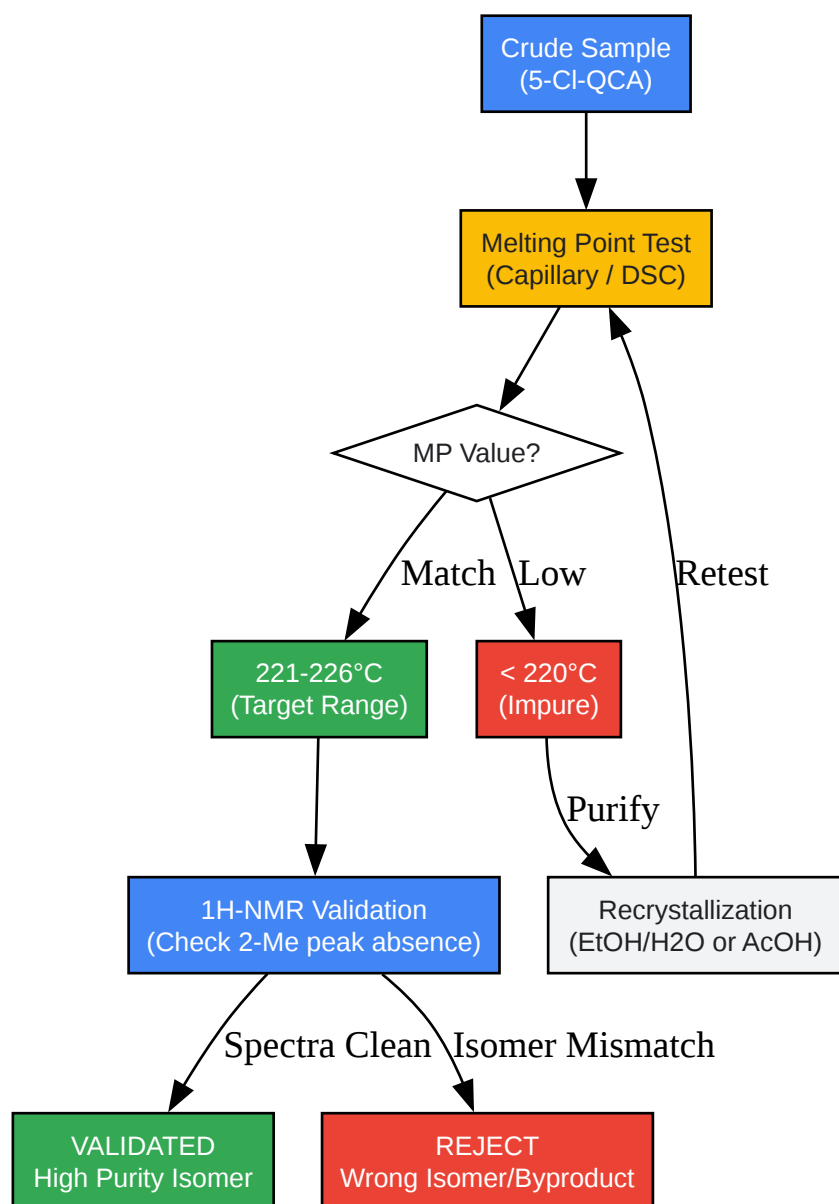 Crude Sample
(5-Cl-QCA)
Melting Point Test
(Capillary / DSC)
MP Value?
Match
Low
Retest
221-226°C
(Target Range)
< 220°C
(Impure)
Purify
1H-NMR Validation
(Check 2-Me peak absence)
Recrystallization
(EtOH/H2O or AcOH)
Spectra Clean
Isomer Mismatch
VALIDATED
High Purity Isomer
REJECT
Wrong Isomer/Byproduct